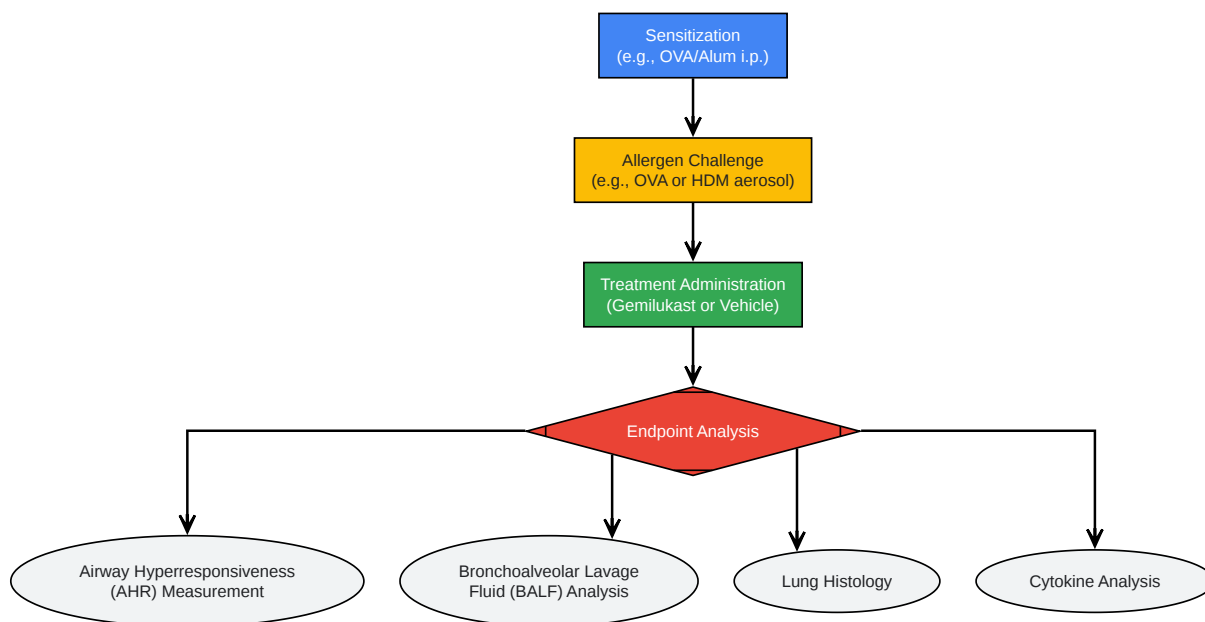 Sensitization
(e.g., OVA/Alum i.p.)
Allergen Challenge
(e.g., OVA or HDM aerosol)
Treatment Administration
(Gemilukast or Vehicle)
Endpoint Analysis
Airway Hyperresponsiveness
(AHR) Measurement
Bronchoalveolar Lavage
Fluid (BALF) Analysis
Lung Histology
Cytokine Analysis